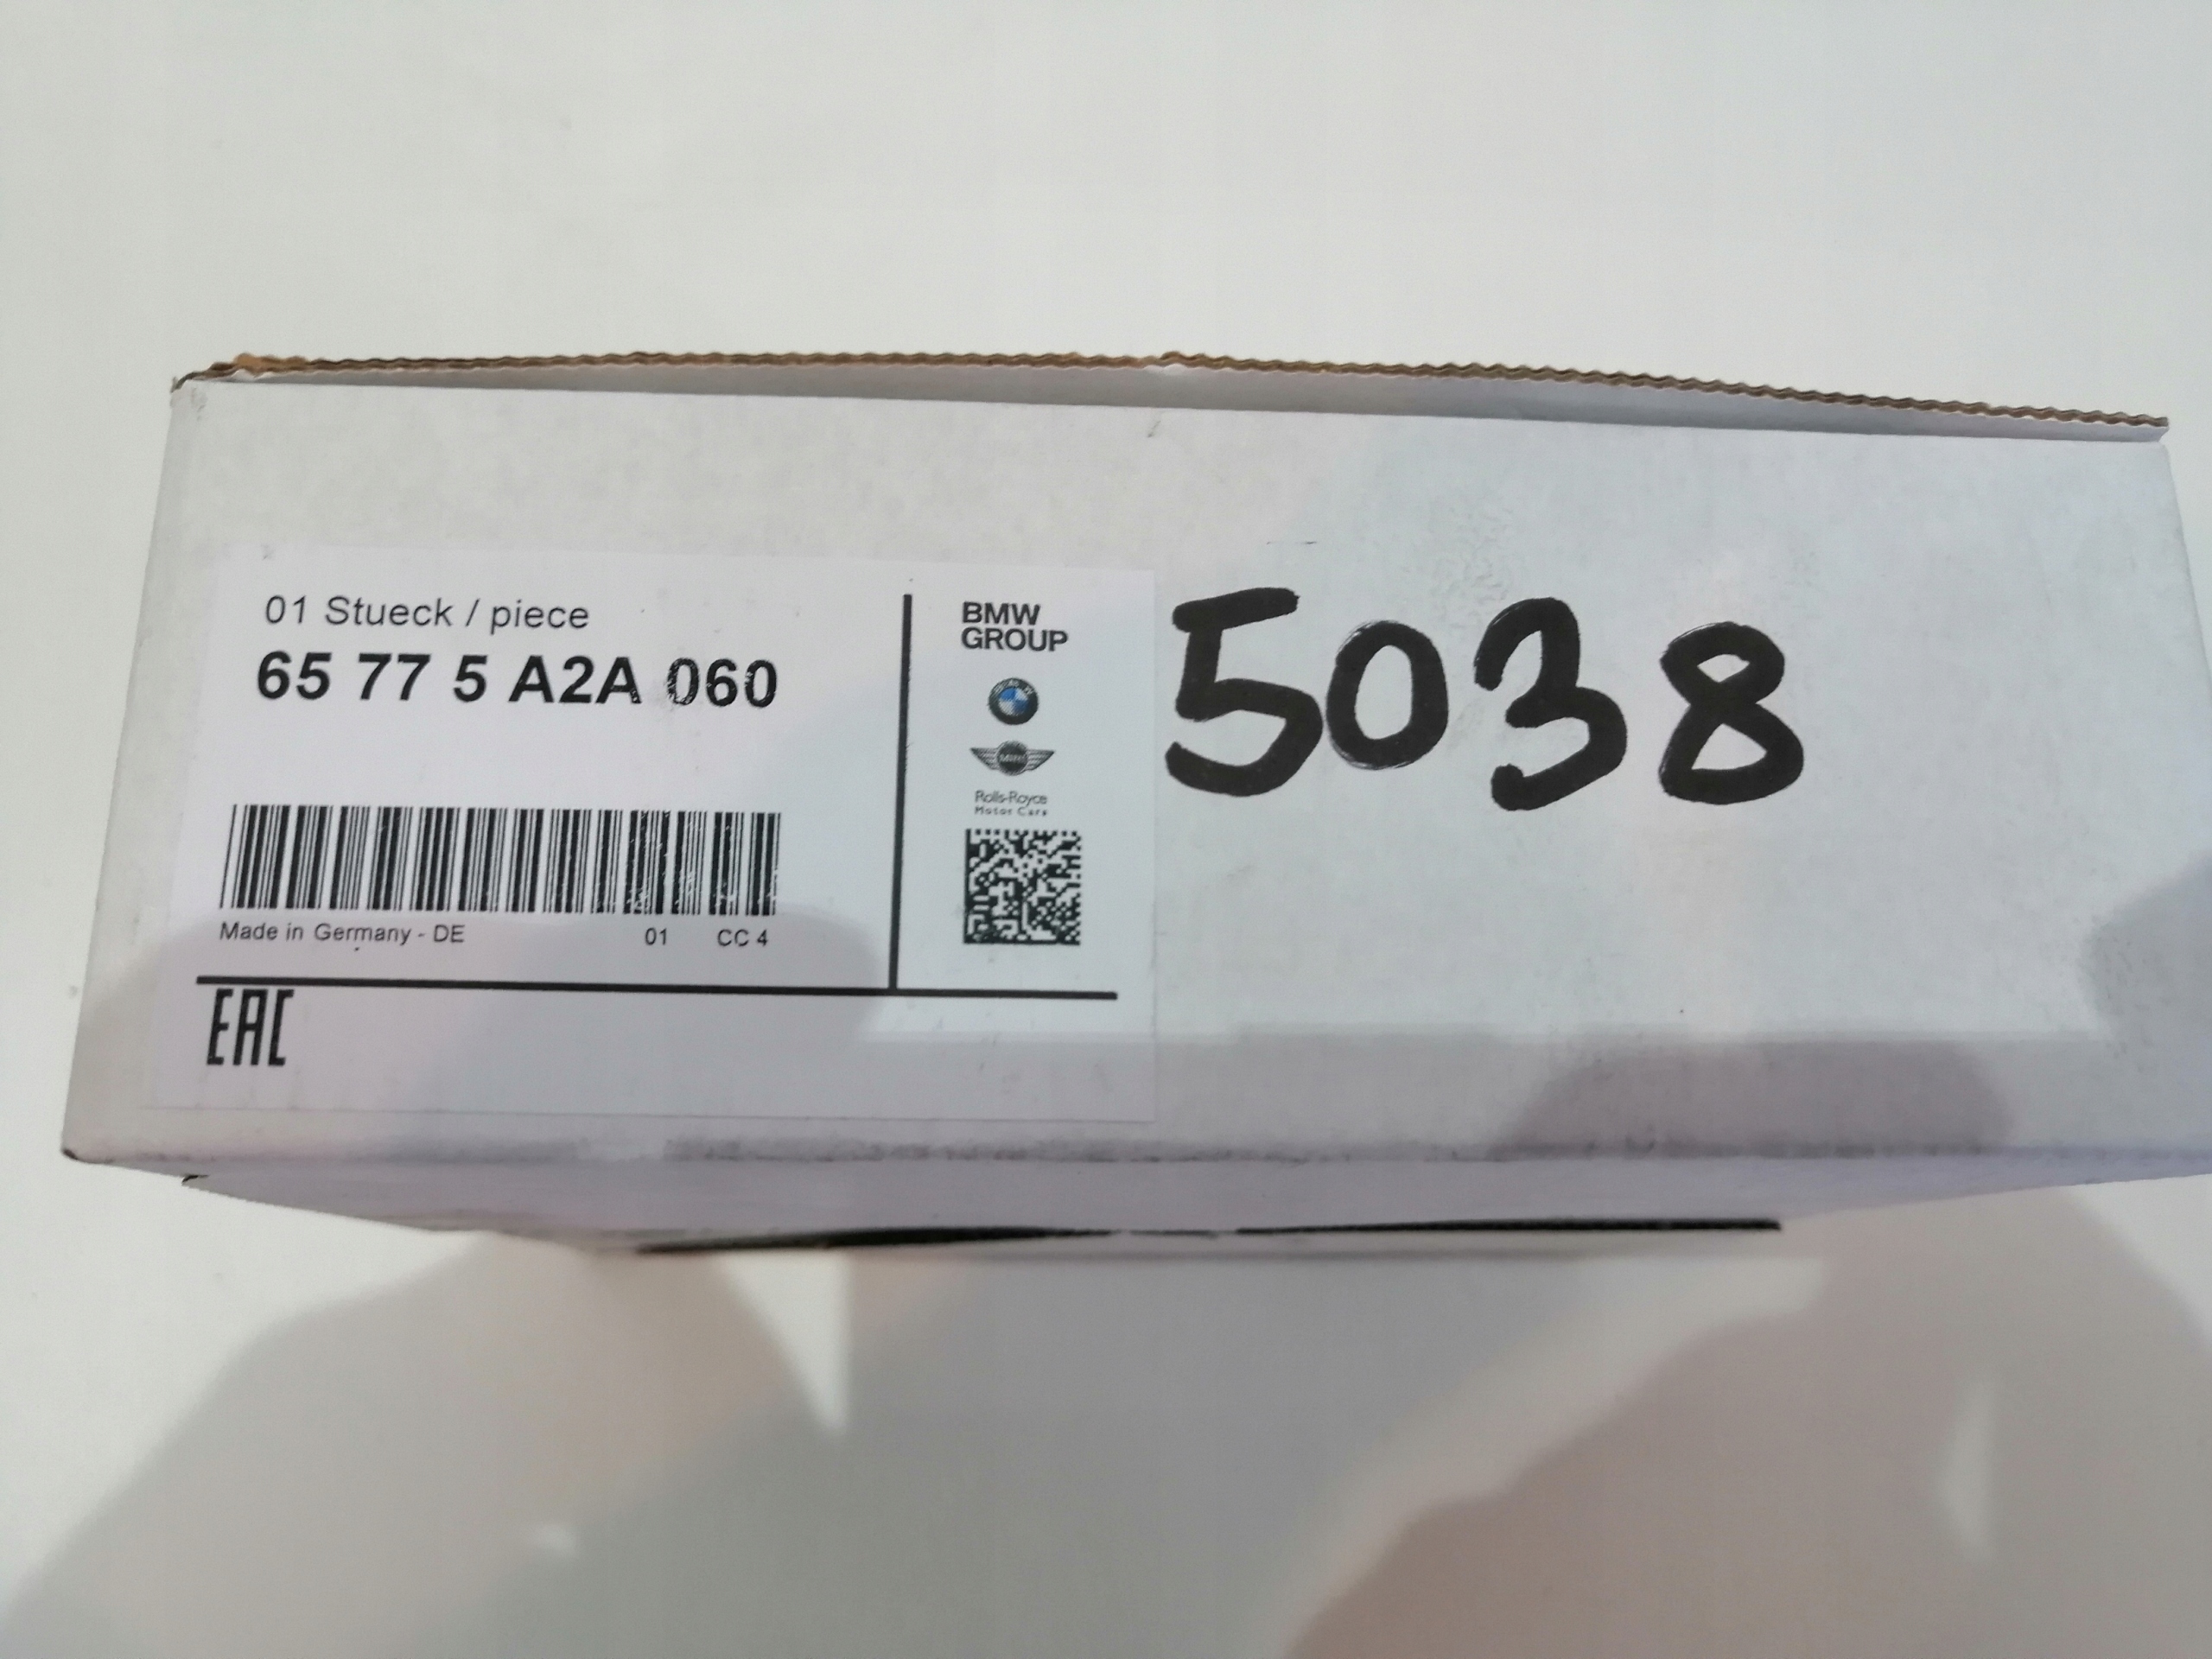 01 Stueck / piece
65 77 5 A2A 060
Made in Germany - DE 01 CC 4
EAC
BMW
GROUP
MINI
Rolls-Royce
Motor Cars
5038